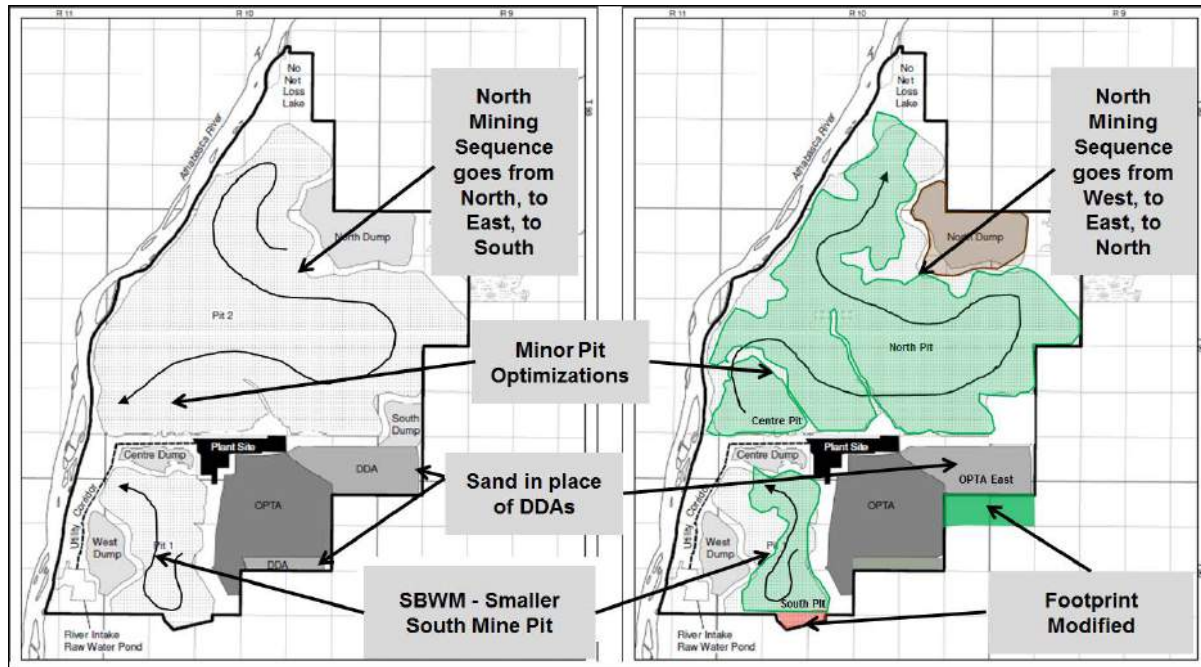 R 11
R 10
R 9
No
Net
Loss
Lake
Athabasca River
T 98
North Dump
Pit 2
South
Dump
Plant Site
Centre Dump
DDA
Utility Corridor
OPTA
West
Dump
Pit 1
DDA
River Intake
Raw Water Pond
North
Mining
Sequence
goes from
North, to
East, to
South
Minor Pit
Optimizations
Sand in place
of DDAs
SBWM - Smaller
South Mine Pit
R 11
R 10
R 9
No
Net
Loss
Lake
Athabasca River
T 98
North Dump
North Pit
Centre Pit
Plant Site
Centre Dump
OPTA East
Utility Corridor
OPTA
West
Dump
South Pit
River Intake
Raw Water Pond
North
Mining
Sequence
goes from
West, to
East, to
North
Footprint
Modified